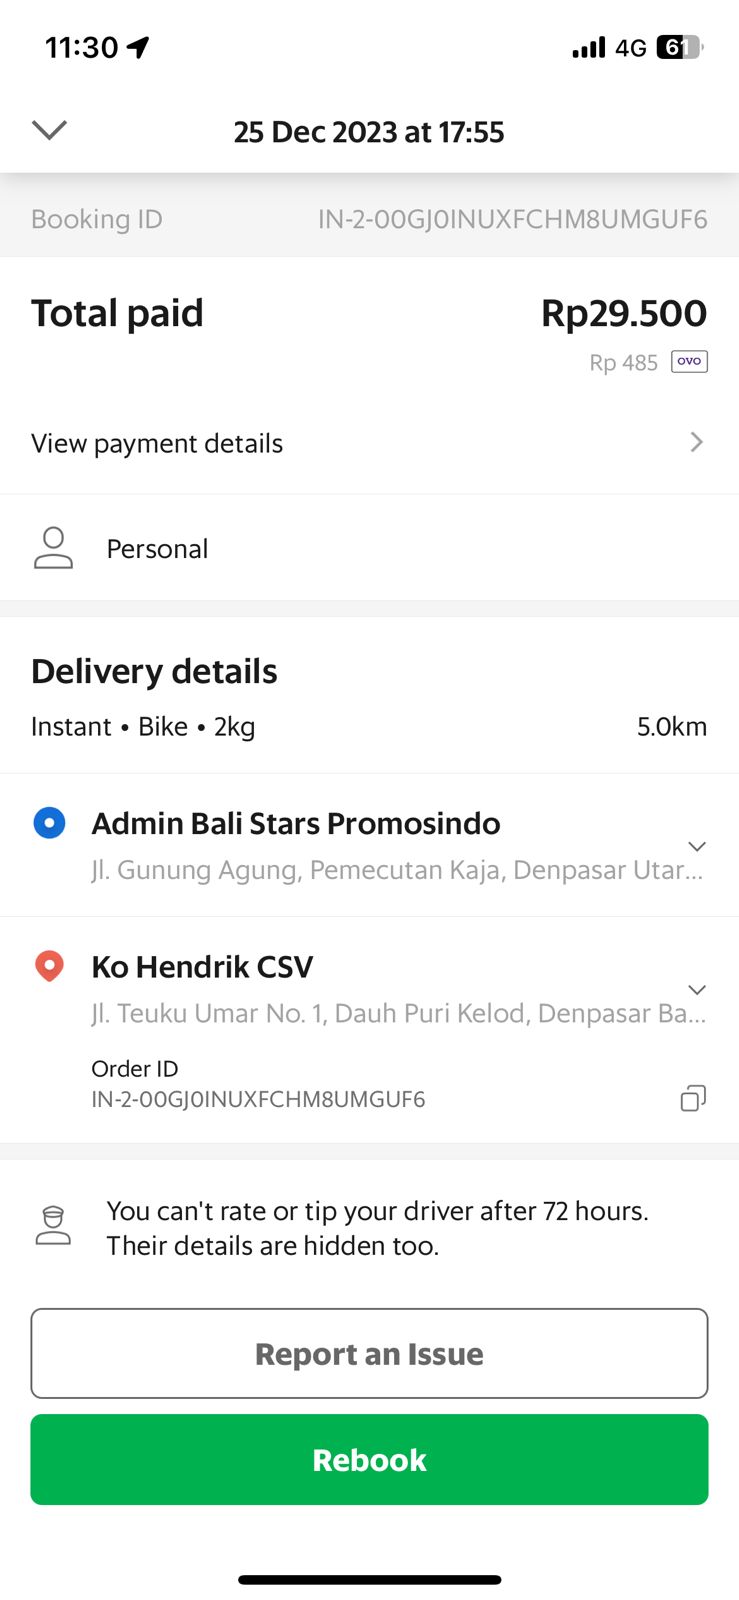 11:30
4G
61
25 Dec 2023 at 17:55
Booking ID
IN-2-00GJ0INUXFCHM8UMGUF6
Total paid
Rp29.500
Rp 485
OVO
View payment details
Personal
Delivery details
Instant • Bike • 2kg
5.0km
Admin Bali Stars Promosindo
Jl. Gunung Agung, Pemecutan Kaja, Denpasar Utar...
Ko Hendrik CSV
Jl. Teuku Umar No. 1, Dauh Puri Kelod, Denpasar Ba...
Order ID
IN-2-00GJ0INUXFCHM8UMGUF6
You can't rate or tip your driver after 72 hours.
Their details are hidden too.
Report an Issue
Rebook